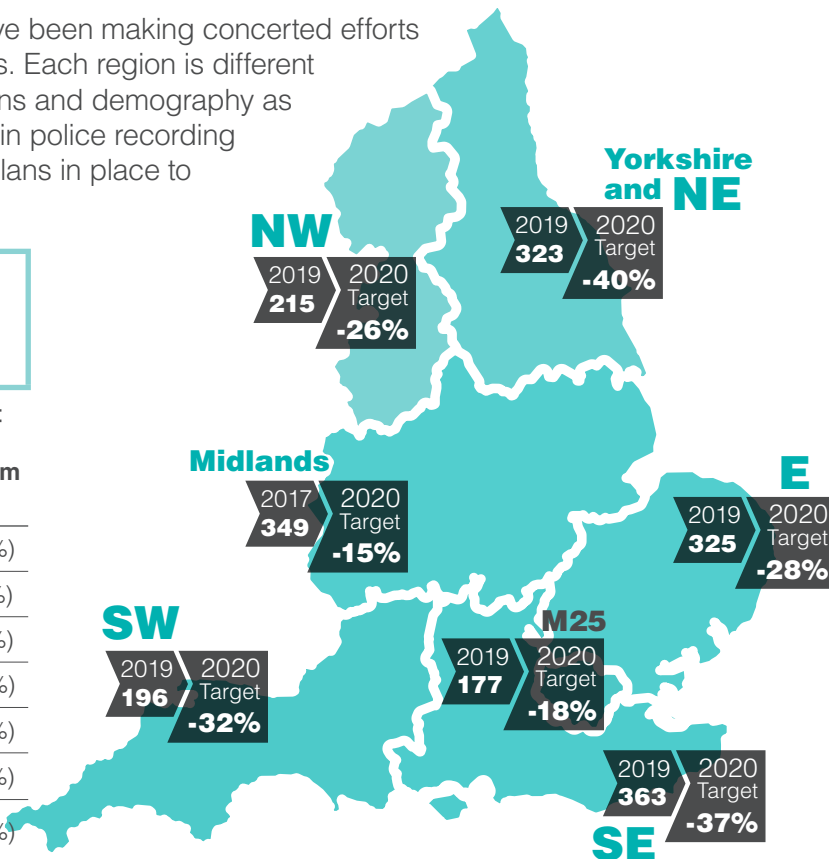 ve been making concerted efforts
s. Each region is different
ns and demography as
in police recording
lans in place to
Yorkshire
and NE
2019
323
2020
Target
-40%
NW
2019
215
2020
Target
-26%
m
%)
%)
%)
%)
%)
%)
%)
Midlands
2017
349
2020
Target
-15%
E
2019
325
2020
Target
-28%
SW
2019
196
2020
Target
-32%
M25
2019
177
2020
Target
-18%
2019
363
2020
Target
-37%
SE